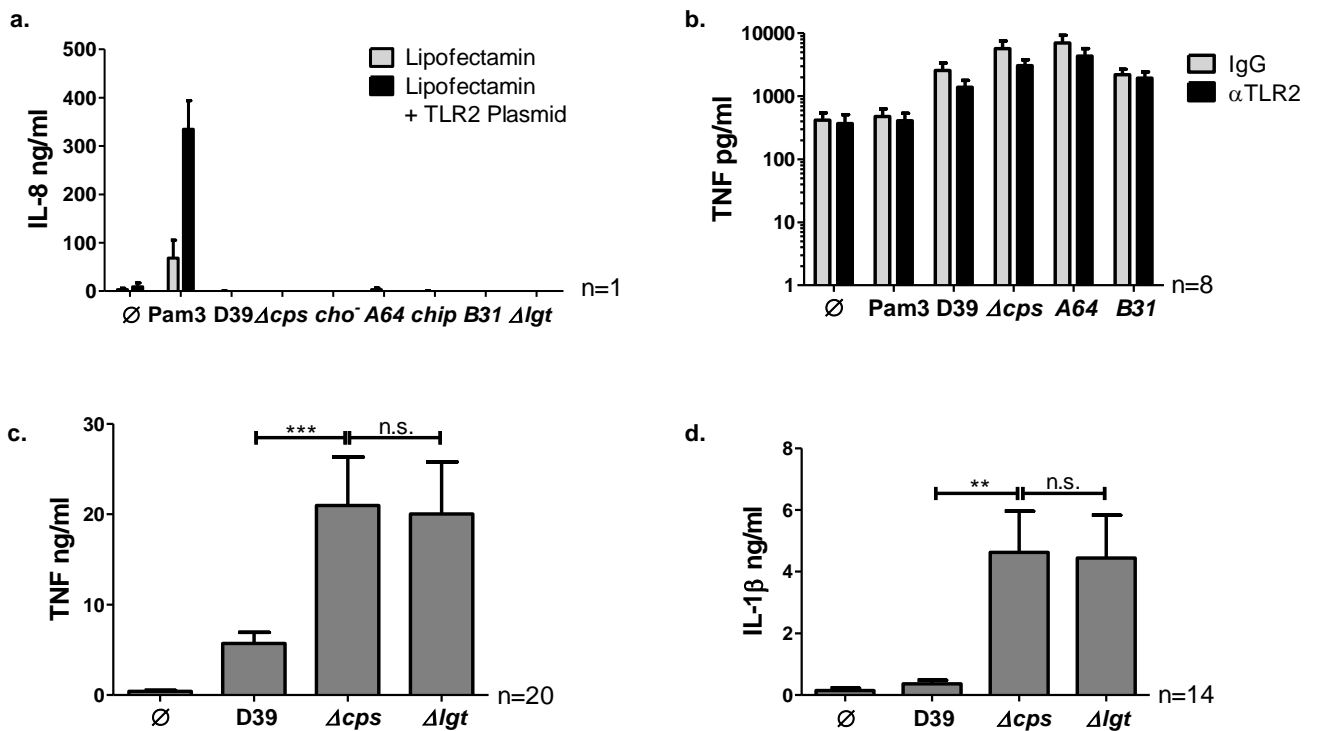 a.
IL-8 ng/ml
500
400
300
200
100
0
Lipofectamin
Lipofectamin
+ TLR2 Plasmid
∅ Pam3 D39 Δcps cho⁻ A64 chip B31 Δlgt
n=1
b.
TNF pg/ml
10000
1000
100
10
1
IgG
αTLR2
∅ Pam3 D39 Δcps A64 B31
n=8
c.
TNF ng/ml
30
20
10
0
*** n.s.
∅ D39 Δcps Δlgt
n=20
d.
IL-1β ng/ml
8
6
4
2
0
** n.s.
∅ D39 Δcps Δlgt
n=14